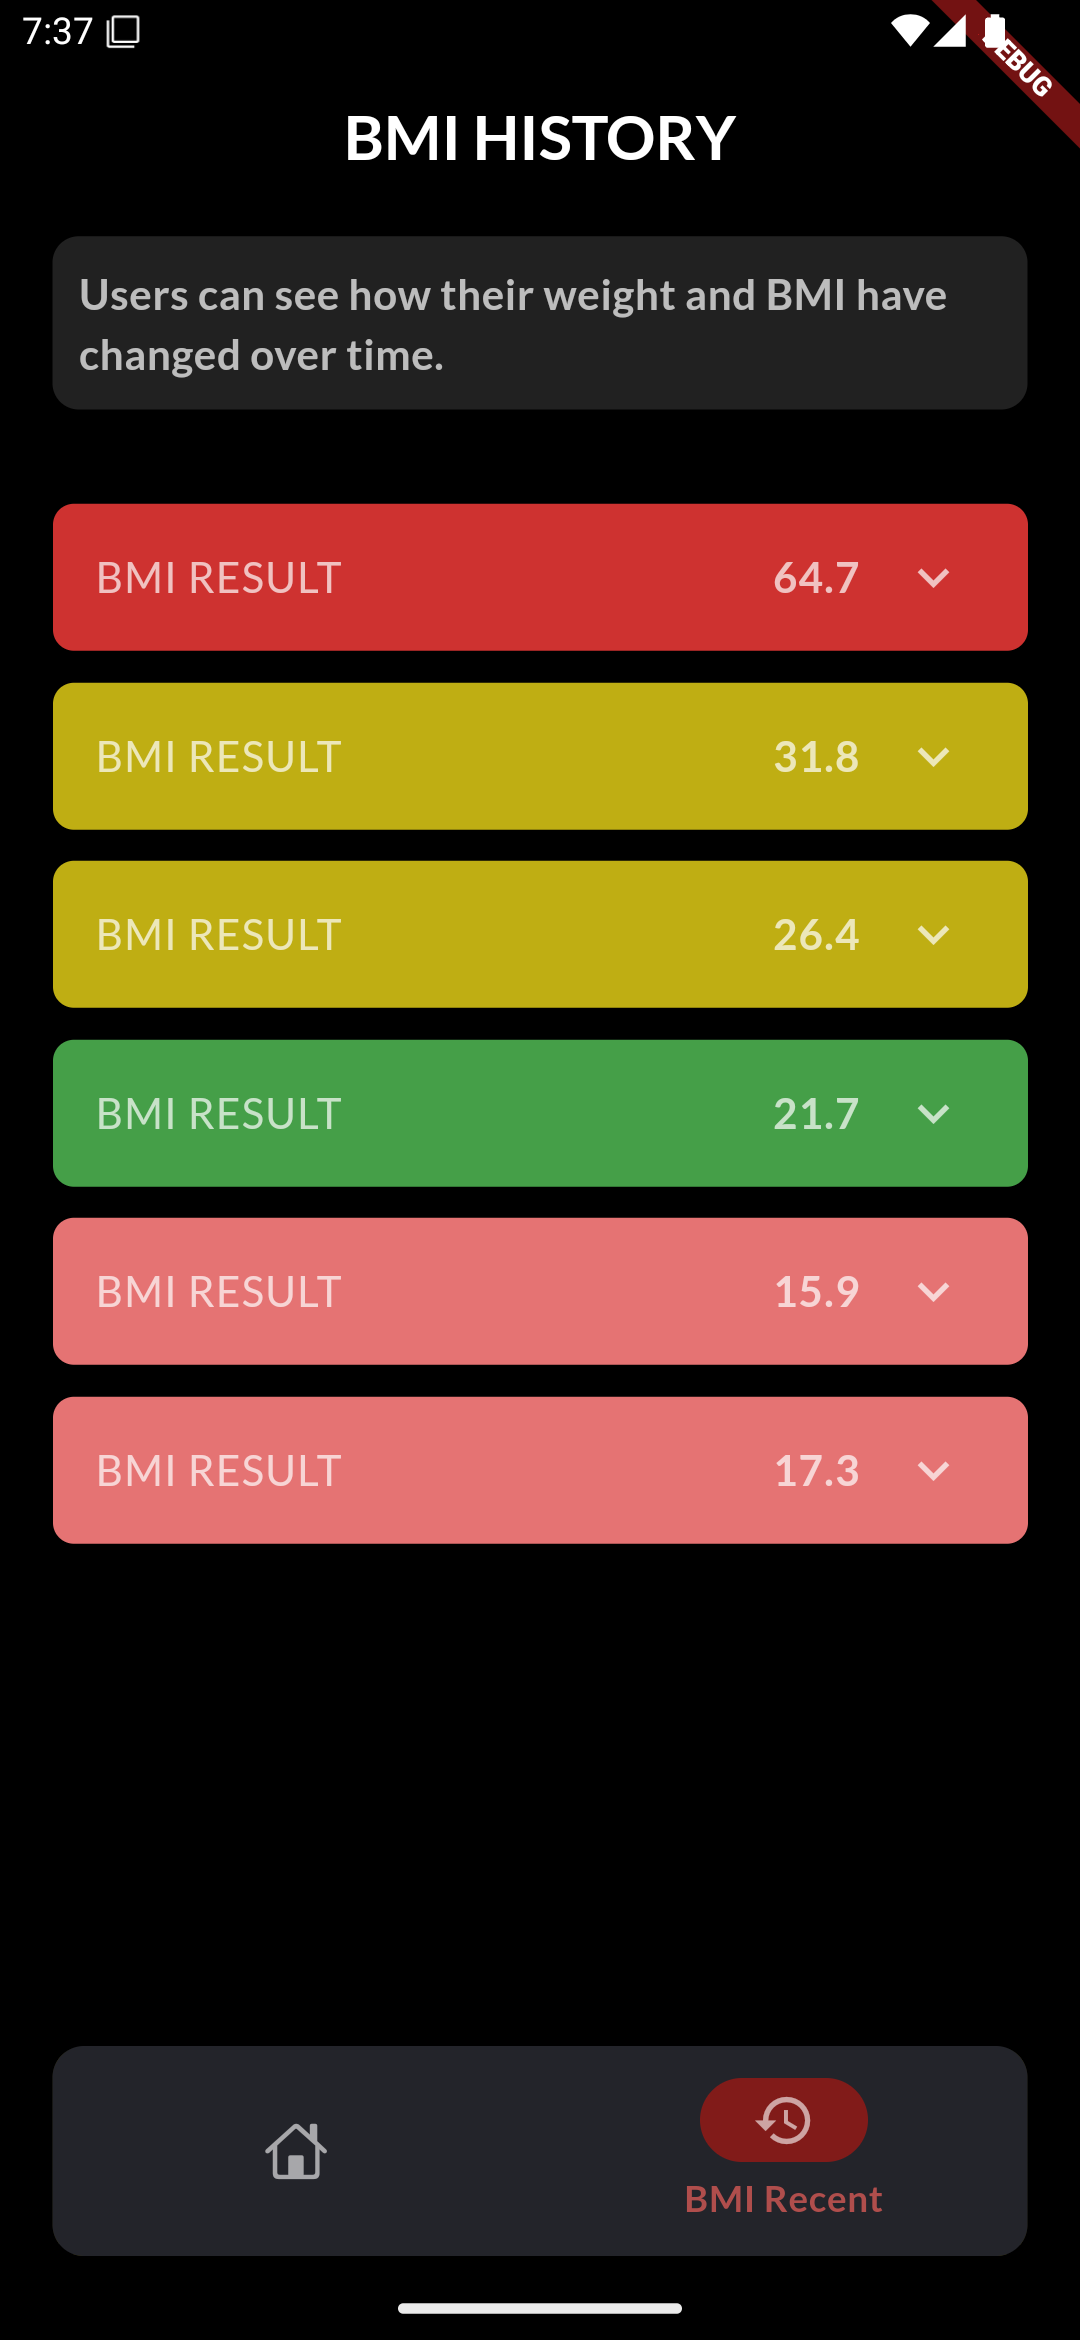 7:37
DEBUG
BMI HISTORY
Users can see how their weight and BMI have
changed over time.
BMI RESULT 64.7
BMI RESULT 31.8
BMI RESULT 26.4
BMI RESULT 21.7
BMI RESULT 15.9
BMI RESULT 17.3
BMI Recent